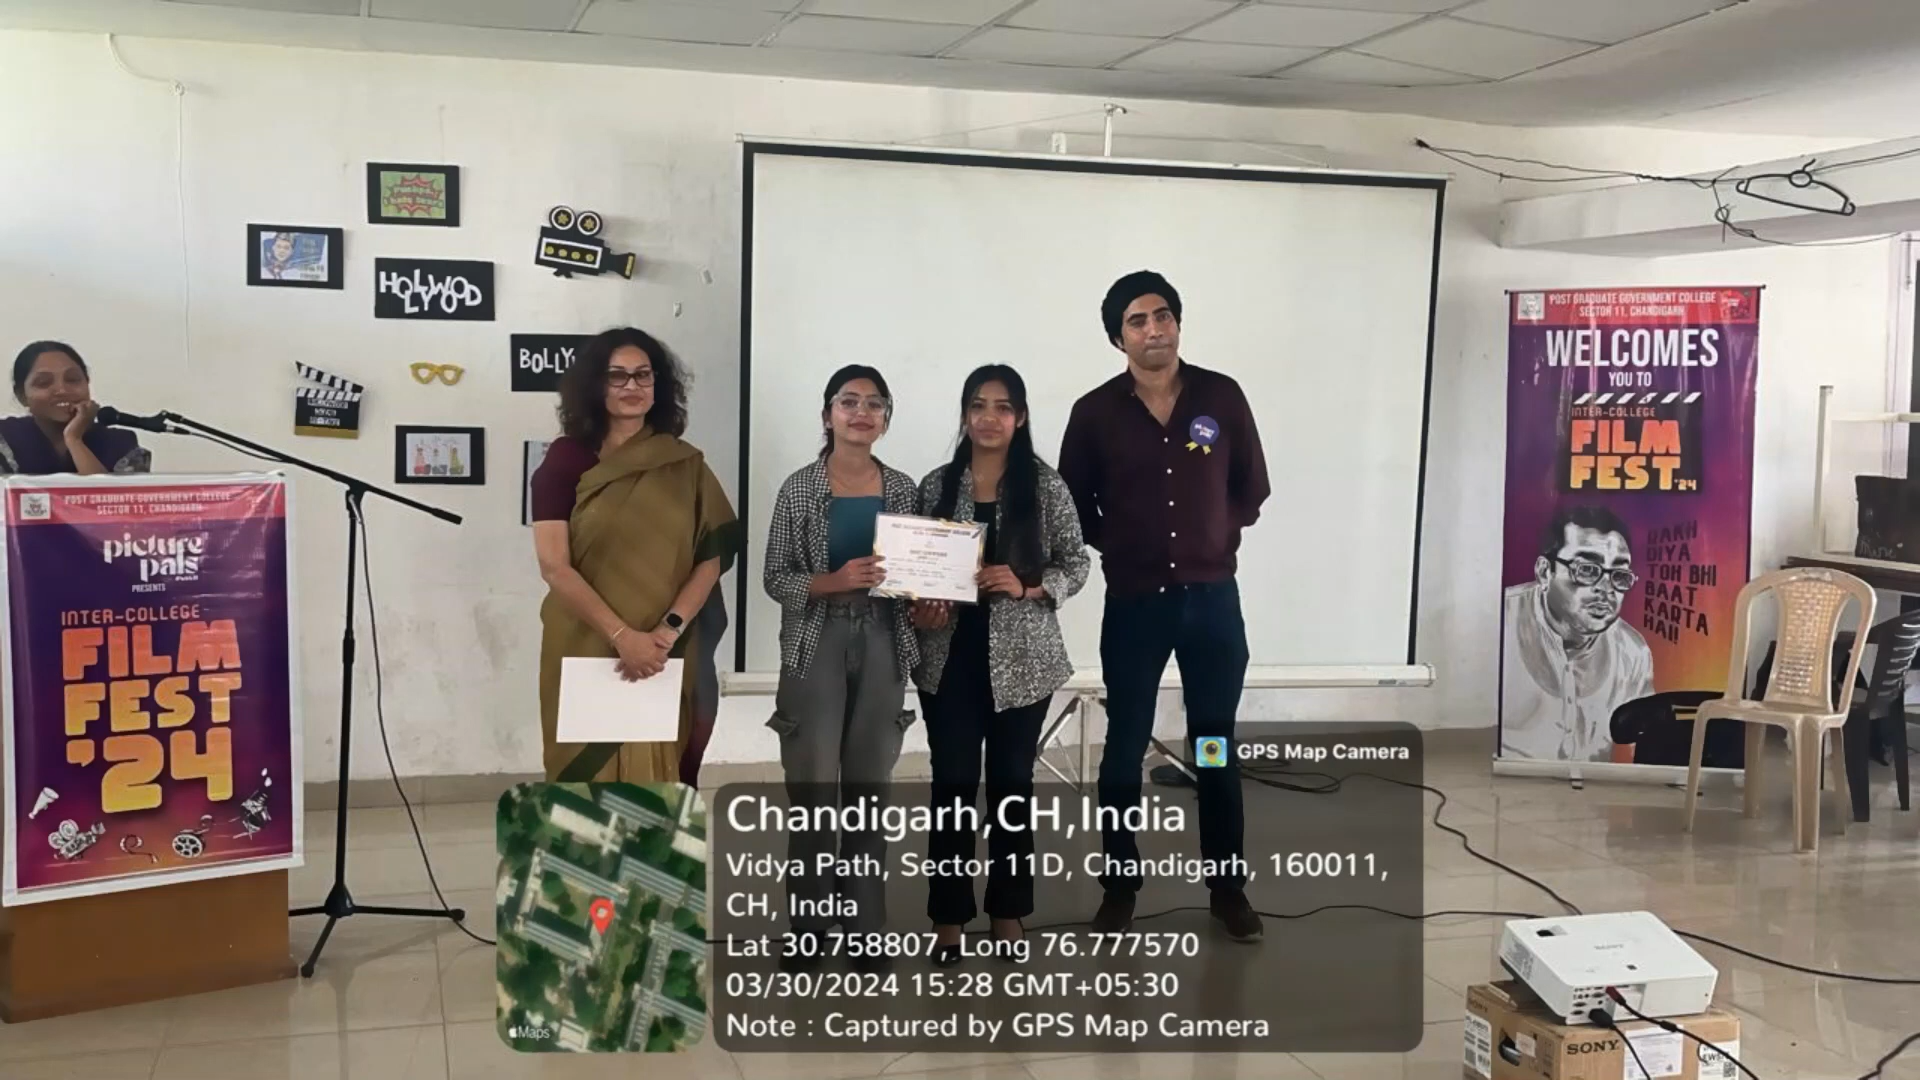 HOLLYWOOD
BOLLY
POST GRADUATE GOVERNMENT COLLEGE
SECTOR 11, CHANDIGARH
picture
pals
PRESENTS
INTER-COLLEGE
FILM
FEST
'24
POST GRADUATE GOVERNMENT COLLEGE
SECTOR 11, CHANDIGARH
WELCOMES
YOU TO
INTER-COLLEGE
FILM
FEST.'24
RAKH
DIYA
TOH BHI
BAAT
KARTA
HAI!
GPS Map Camera
Chandigarh,CH,India
Vidya Path, Sector 11D, Chandigarh, 160011,
CH, India
Lat 30.758807, Long 76.777570
03/30/2024 15:28 GMT+05:30
Note : Captured by GPS Map Camera
Maps
SONY
SONY